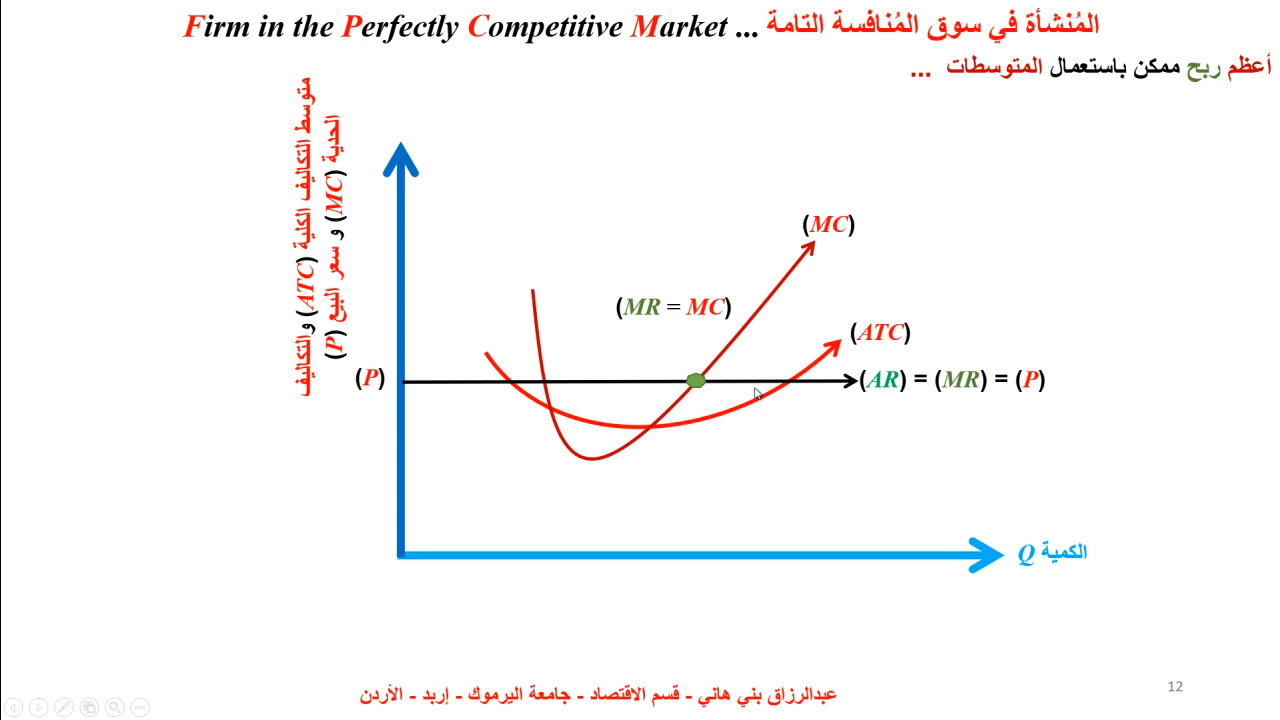 Firm in the Perfectly Competitive Market ... المُنشأة في سوق المُنافسة التامة
أعظم ربح ممكن باستعمال المتوسطات ...
متوسط التكاليف الكلية (ATC) والتكاليف
الحدية (MC) و سعر البيع (P)
(MC)
(MR = MC)
(ATC)
(P)
(AR) = (MR) = (P)
الكمية Q
عبدالرزاق بني هاني - قسم الاقتصاد - جامعة اليرموك - إربد - الأردن
12